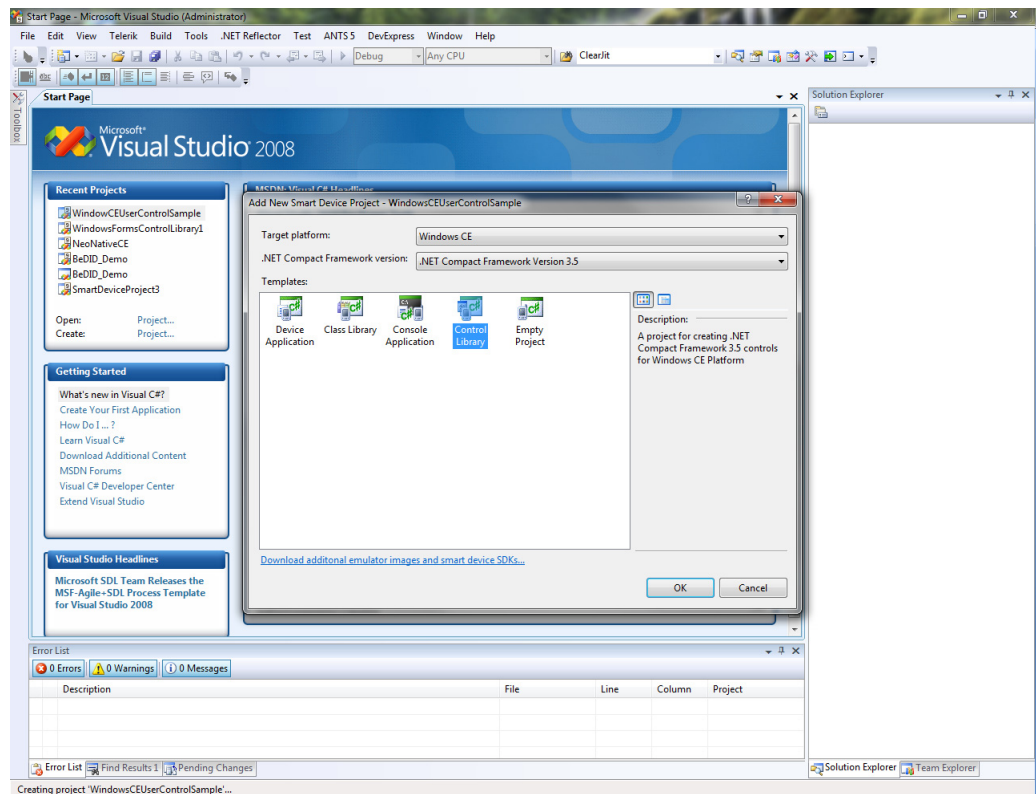 Start Page - Microsoft Visual Studio (Administrator)
File Edit View Telerik Build Tools .NET Reflector Test ANTS 5 DevExpress Window Help
Debug Any CPU ClearJit
Toolbox
Start Page
Solution Explorer
Microsoft®
Visual Studio® 2008
Recent Projects
WindowCEUserControlSample
WindowsFormsControlLibrary1
NeoNativeCE
BeDID_Demo
BeDID_Demo
SmartDeviceProject3
Open: Project...
Create: Project...
Getting Started
What's new in Visual C#?
Create Your First Application
How Do I ... ?
Learn Visual C#
Download Additional Content
MSDN Forums
Visual C# Developer Center
Extend Visual Studio
Visual Studio Headlines
Microsoft SDL Team Releases the
MSF-Agile+SDL Process Template
for Visual Studio 2008
MSDN: Visual C# Headlines
Add New Smart Device Project - WindowsCEUserControlSample
Target platform: Windows CE
.NET Compact Framework version: .NET Compact Framework Version 3.5
Templates:
Device Application
Class Library
Console Application
Control Library
Empty Project
Description:
A project for creating .NET
Compact Framework 3.5 controls
for Windows CE Platform
Download additonal emulator images and smart device SDKs...
OK Cancel
Error List
0 Errors 0 Warnings 0 Messages
Description File Line Column Project
Error List Find Results 1 Pending Changes
Solution Explorer Team Explorer
Creating project 'WindowsCEUserControlSample'...